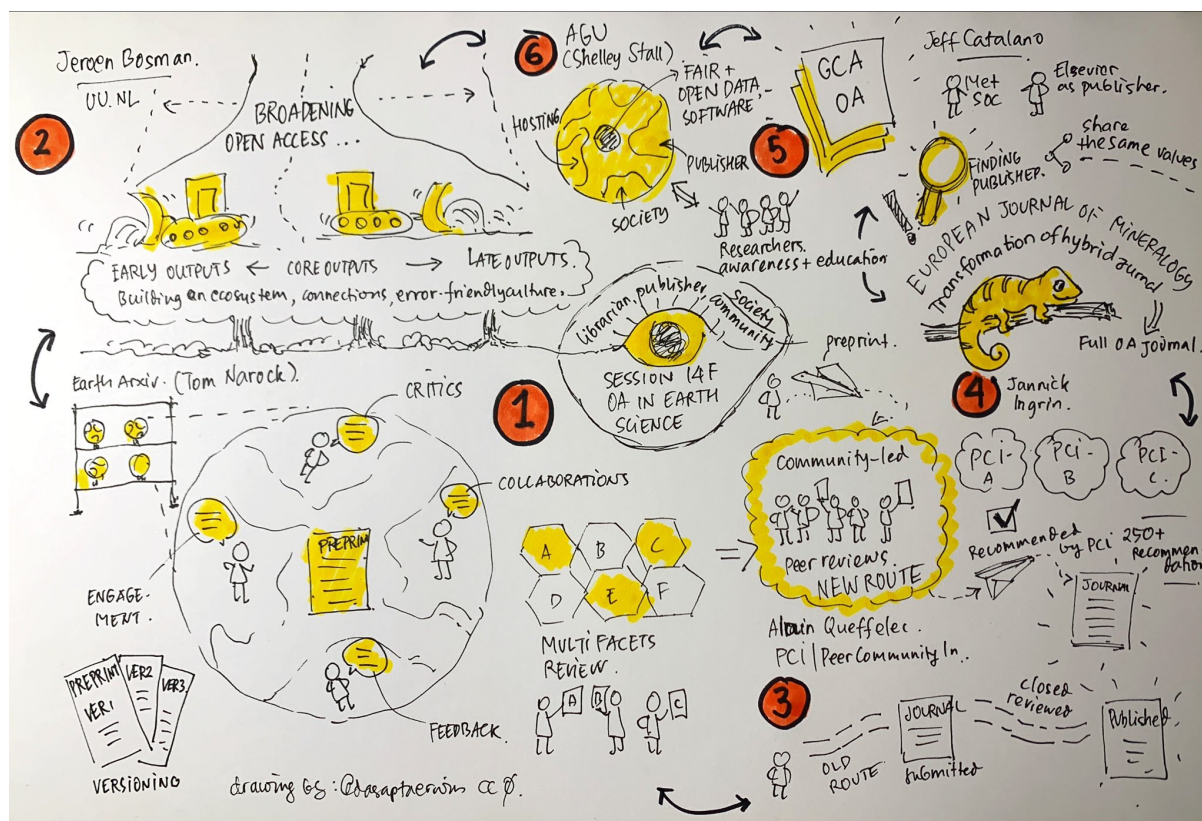 Jeroen Bosman.
UU.NL
2
BROADENING
OPEN ACCESS...
EARLY OUTPUTS ← CORE OUTPUTS → LATE OUTPUTS.
Building an ecosystem, connections, error-friendly culture.
6
AGU
(Shelley Stall)
FAIR +
OPEN DATA,
SOFTWARE,
HOSTING
PUBLISHER
SOCIETY
Researchers.
awareness + education
5
GCA
OA
Jeff Catalano
Met
SOC
Elsevier
as publisher.
FINDING
PUBLISHER.
share
the same values
EUROPEAN JOURNAL OF MINERALOGY
Transformation of hybrid jurnal
Full OA Journal.
4
Jannick
Ingrin.
librarian, publisher
society
community
SESSION 14F
OA IN EARTH
SCIENCE
1
preprint.
Earth Arxiv. (Tom Narock).
CRITICS
COLLABORATIONS
PREPRINT
ENGAGE-
MENT.
FEEDBACK.
PREPRINT
VER1
VER2
VER3
VERSIONING
A
B
C
D
E
F
MULTI FACETS
REVIEW.
A
B
C
=>
Community-led
peer reviews.
NEW ROUTE
Alain Queffelec.
PCI | Peer Community In..
PCI-
A
PCI-
B
PCI-
C.
Recommended
by PCI
250+
Recommen
dation
JOURNAL
3
OLD
ROUTE
JOURNAL
submitted
closed
reviewed
Published
drawing by: @dasaptaerwin CC 0.